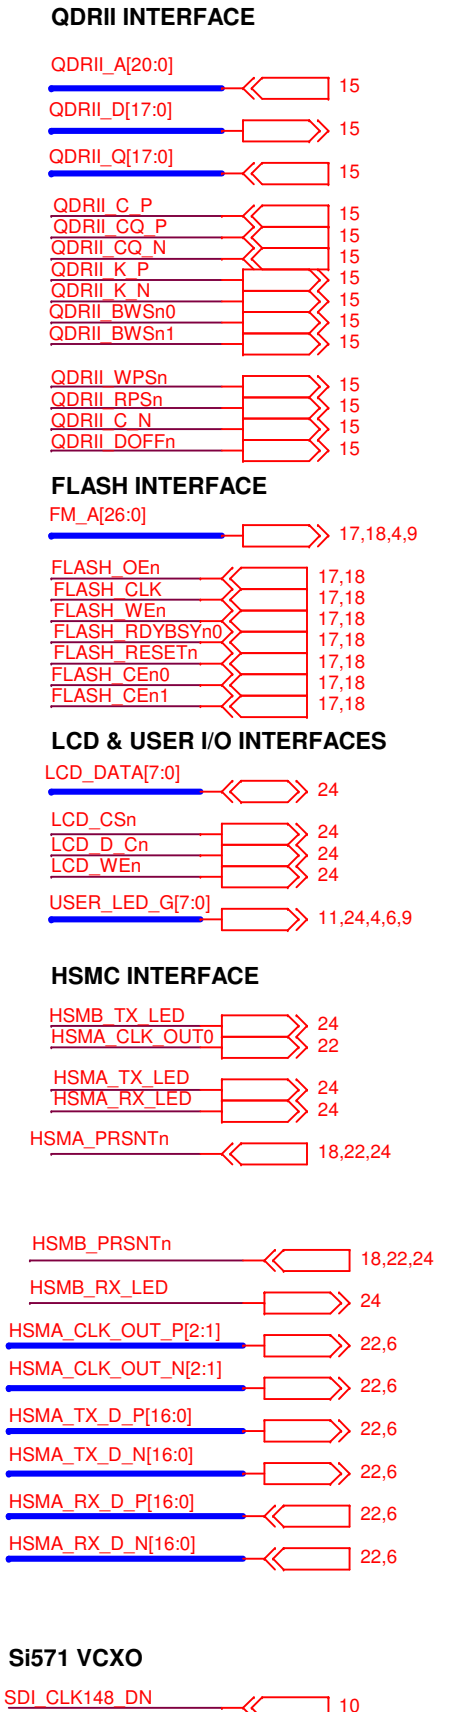 QDRII INTERFACE
QDRII_A[20:0] 15
QDRII_D[17:0] 15
QDRII_Q[17:0] 15
QDRII_C_P 15
QDRII_CQ_P 15
QDRII_CQ_N 15
QDRII_K_P 15
QDRII_K_N 15
QDRII_BWSn0 15
QDRII_BWSn1 15
QDRII_WPSn 15
QDRII_RPSn 15
QDRII_C_N 15
QDRII_DOFFn 15
FLASH INTERFACE
FM_A[26:0] 17,18,4,9
FLASH_OEn 17,18
FLASH_CLK 17,18
FLASH_WEn 17,18
FLASH_RDYBSYn0 17,18
FLASH_RESETn 17,18
FLASH_CEn0 17,18
FLASH_CEn1 17,18
LCD & USER I/O INTERFACES
LCD_DATA[7:0] 24
LCD_CSn 24
LCD_D_Cn 24
LCD_WEn 24
USER_LED_G[7:0] 11,24,4,6,9
HSMC INTERFACE
HSMB_TX_LED 24
HSMA_CLK_OUT0 22
HSMA_TX_LED 24
HSMA_RX_LED 24
HSMA_PRSNTn 18,22,24
HSMB_PRSNTn 18,22,24
HSMB_RX_LED 24
HSMA_CLK_OUT_P[2:1] 22,6
HSMA_CLK_OUT_N[2:1] 22,6
HSMA_TX_D_P[16:0] 22,6
HSMA_TX_D_N[16:0] 22,6
HSMA_RX_D_P[16:0] 22,6
HSMA_RX_D_N[16:0] 22,6
Si571 VCXO
SDI_CLK148_DN 10